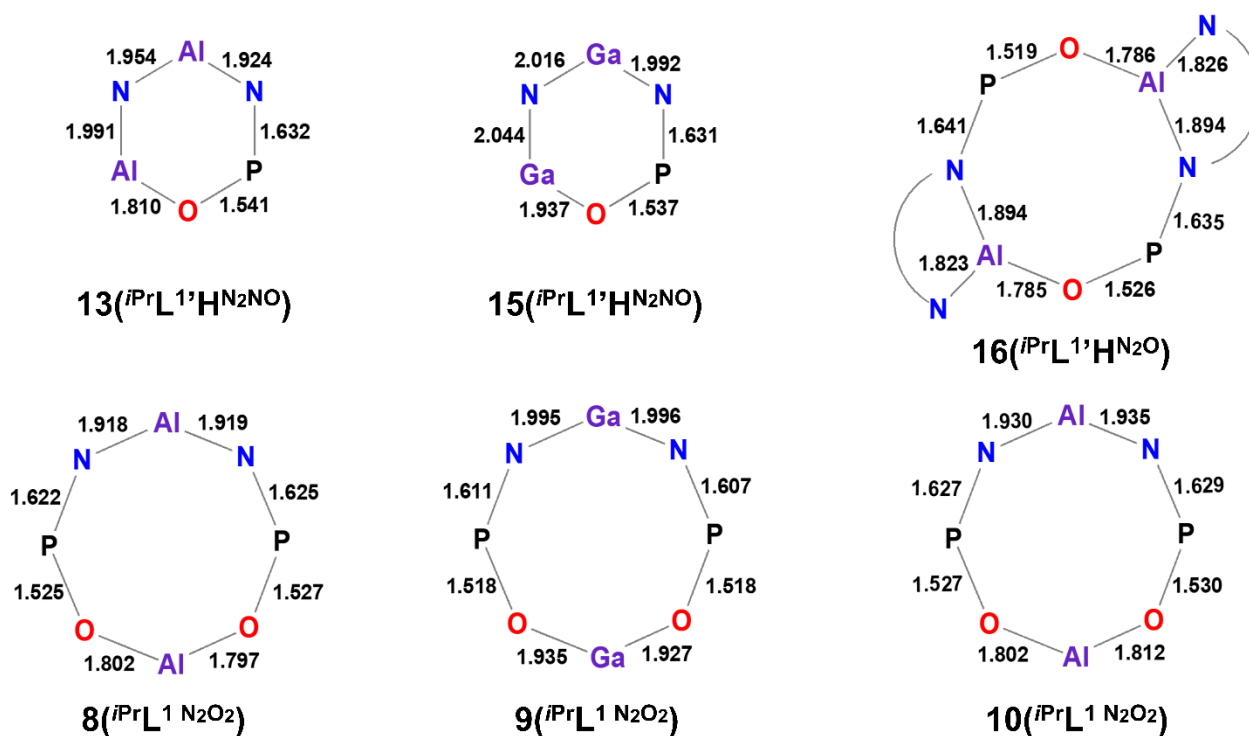 1.954 Al 1.924
N N
1.991 1.632
Al P
1.810 O 1.541
13(iPrL1’HN2NO)
2.016 Ga 1.992
N N
2.044 1.631
Ga P
1.937 O 1.537
15(iPrL1’HN2NO)
N
1.519 O 1.786 1.826
P Al
1.641 1.894
N N
1.894 1.635
1.823 Al P
1.785 O 1.526
N
16(iPrL1’HN2O)
1.918 Al 1.919
N N
1.622 1.625
P P
1.525 1.527
O O
1.802 Al 1.797
8(iPrL1 N2O2)
1.995 Ga 1.996
N N
1.611 1.607
P P
1.518 1.518
O O
1.935 Ga 1.927
9(iPrL1 N2O2)
1.930 Al 1.935
N N
1.627 1.629
P P
1.527 1.530
O O
1.802 Al 1.812
10(iPrL1 N2O2)